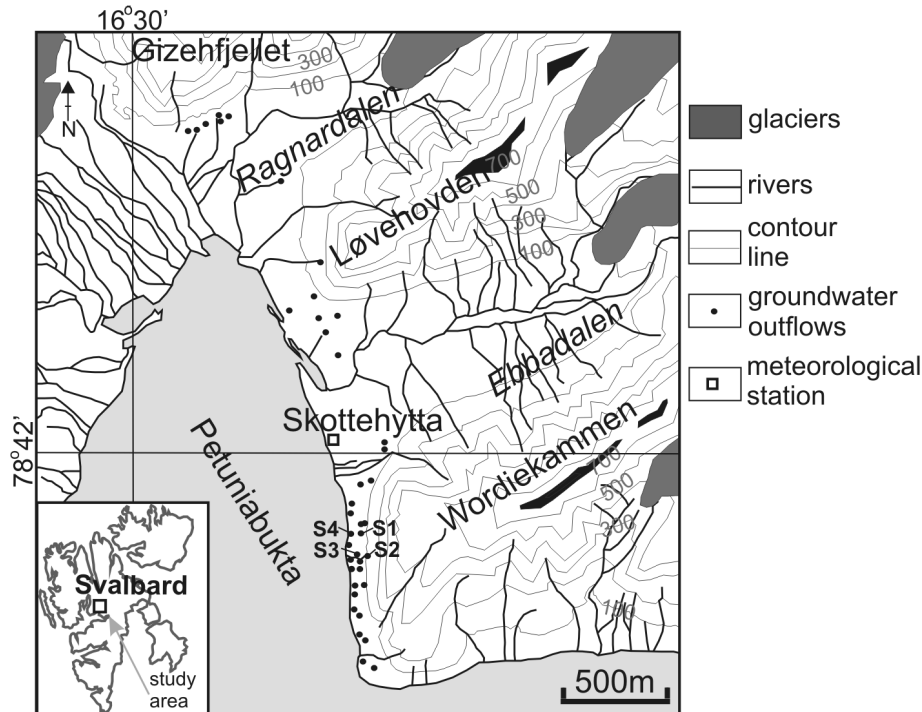 16°30'
Gizehfjellet
300
100
N
Ragnardalen
700
Løvehovden
500
300
100
Ebbadalen
Skottehytta
78°42'
Petuniabukta
Wordiekammen
700
500
300
S4 S1
S3 S2
Svalbard
study
area
500m
glaciers
rivers
contour
line
groundwater
outflows
meteorological
station